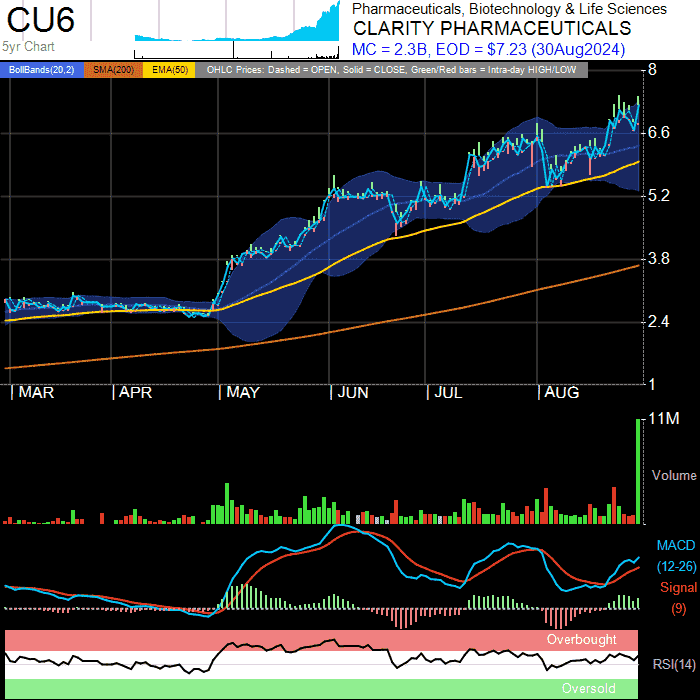 CU6
5yr Chart
Pharmaceuticals, Biotechnology & Life Sciences
CLARITY PHARMACEUTICALS
MC = 2.3B, EOD = $7.23 (30Aug2024)
BollBands(20,2) SMA(200) EMA(50) OHLC Prices: Dashed = OPEN, Solid = CLOSE, Green/Red bars = Intra-day HIGH/LOW
8
6.6
5.2
3.8
2.4
1
MAR APR MAY JUN JUL AUG
11M
Volume
MACD
(12-26)
Signal
(9)
Overbought
RSI(14)
Oversold